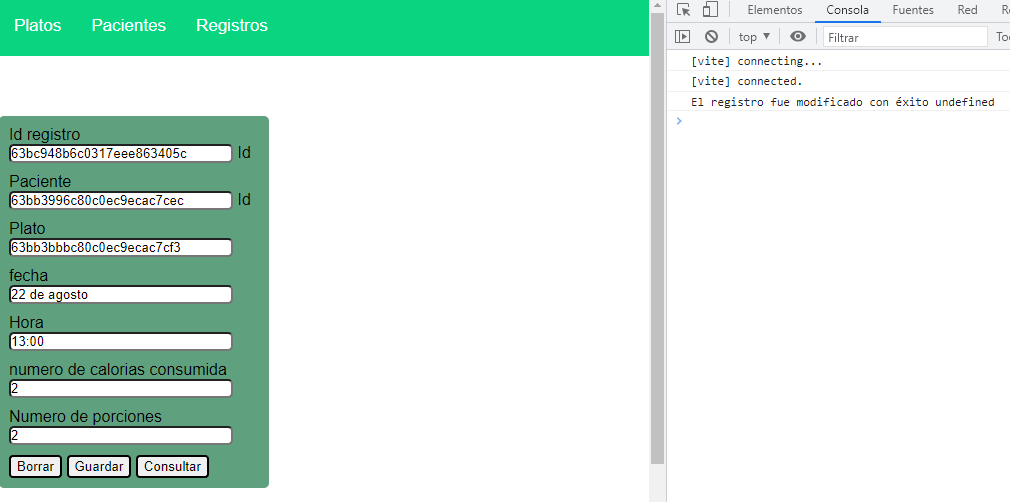 Platos Pacientes Registros
Id registro
63bc948b6c0317eee863405c Id
Paciente
63bb3996c80c0ec9ecac7cec Id
Plato
63bb3bbbc80c0ec9ecac7cf3
fecha
22 de agosto
Hora
13:00
numero de calorias consumida
2
Numero de porciones
2
Borrar Guardar Consultar
Elementos Consola Fuentes Red R
top ▼ Filtrar Too
[vite] connecting...
[vite] connected.
El registro fue modificado con éxito undefined
>